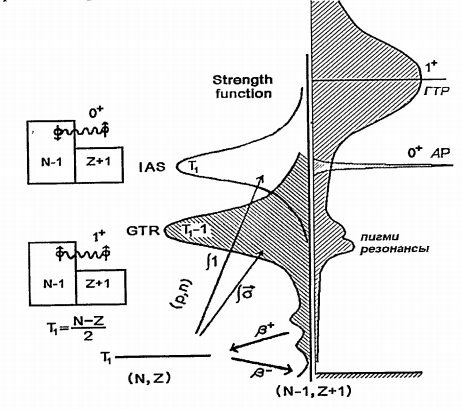 Strength
function
1⁺
ГТР
0⁺
N-1
Z+1
IAS
T₁
0⁺ АР
GTR
T₁-1
пигми
резонансы
1⁺
N-1
Z+1
(p,n)
∫1
∫σ⃗
T₁=N-Z/2
β⁺
T₁
β⁻
(N,Z)
(N-1, Z+1)